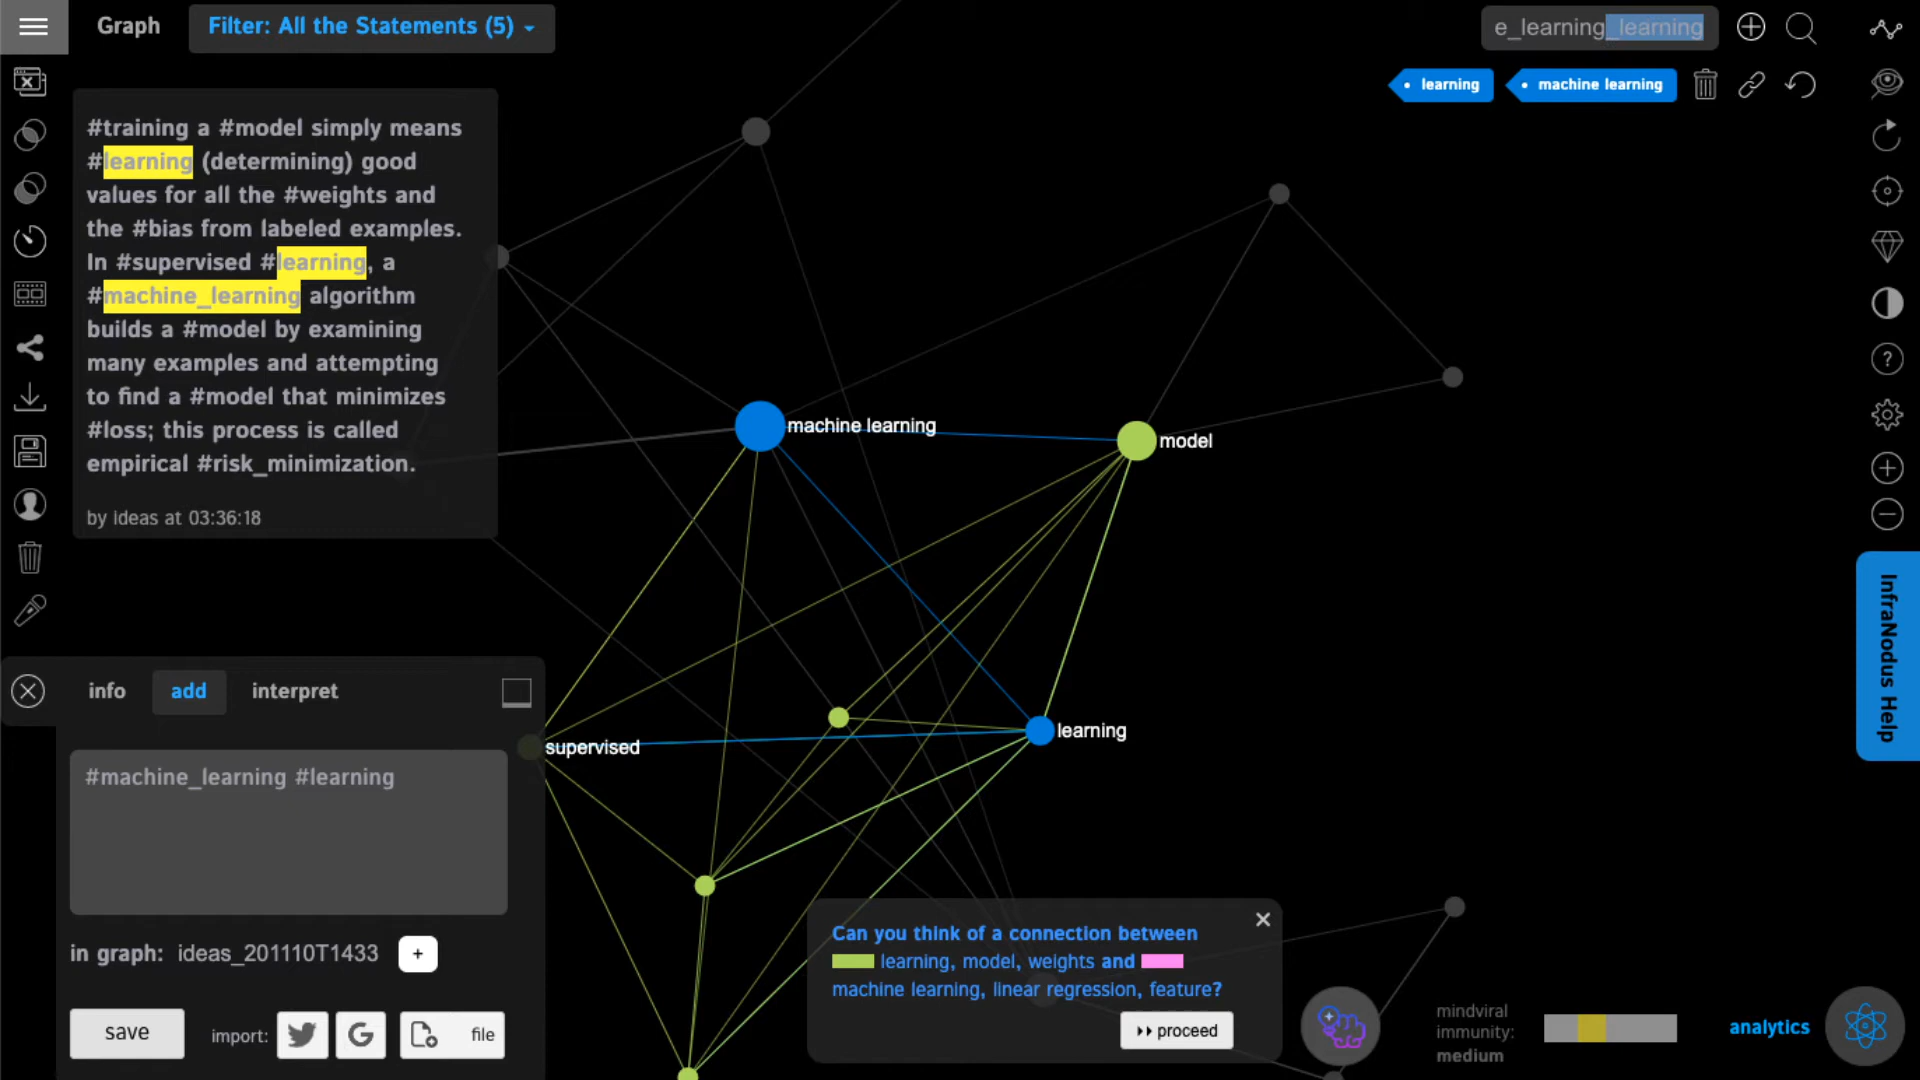 Graph
Filter: All the Statements (5)
e_learning_learning
learning
machine learning
#training a #model simply means
#learning (determining) good
values for all the #weights and
the #bias from labeled examples.
In #supervised #learning, a
#machine_learning algorithm
builds a #model by examining
many examples and attempting
to find a #model that minimizes
#loss; this process is called
empirical #risk_minimization.
by ideas at 03:36:18
machine learning
model
learning
supervised
InfraNodus Help
info
add
interpret
#machine_learning #learning
in graph: ideas_201110T1433
+
save
import:
file
Can you think of a connection between
learning, model, weights and
machine learning, linear regression, feature?
proceed
mindviral
immunity:
medium
analytics